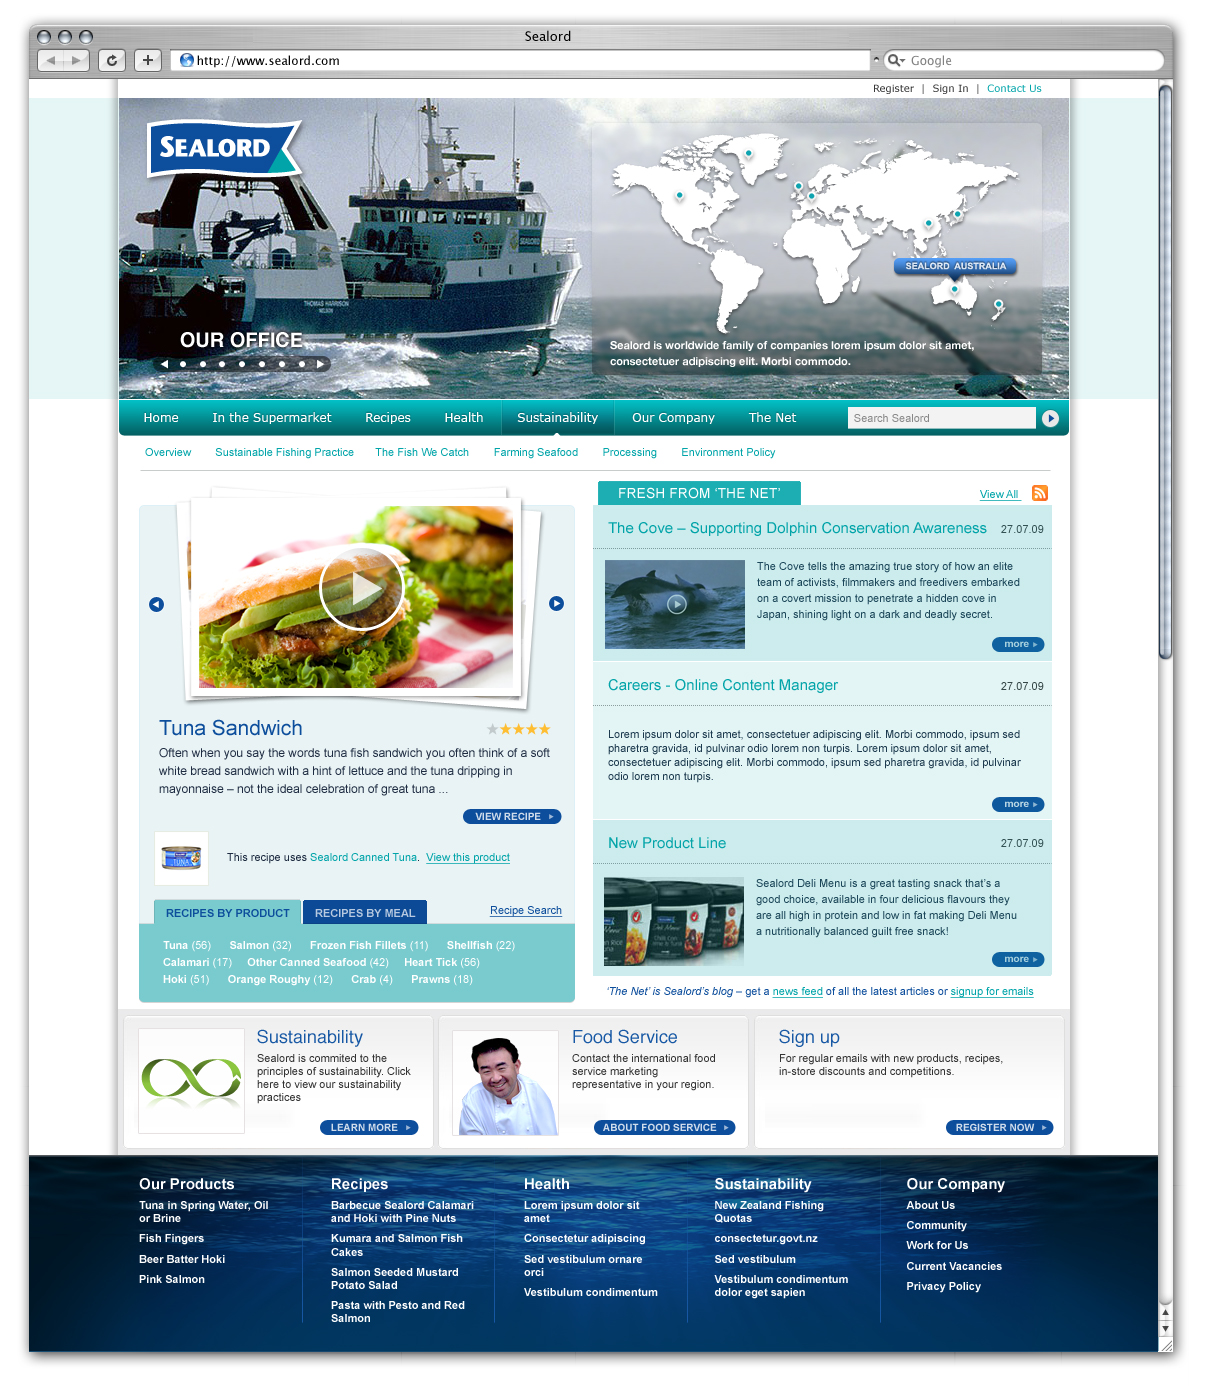 Sealord
http://www.sealord.com
Google
Register | Sign In | Contact Us
SEALORD
SEALORD
THOMAS HARRISON
NELSON
SEALORD AUSTRALIA
OUR OFFICE
Sealord is worldwide family of companies lorem ipsum dolor sit amet,
consectetuer adipiscing elit. Morbi commodo.
Home In the Supermarket Recipes Health Sustainability Our Company The Net Search Sealord
Overview Sustainable Fishing Practice The Fish We Catch Farming Seafood Processing Environment Policy
Tuna Sandwich
Often when you say the words tuna fish sandwich you often think of a soft
white bread sandwich with a hint of lettuce and the tuna dripping in
mayonnaise – not the ideal celebration of great tuna ...
VIEW RECIPE
TUNA
This recipe uses Sealord Canned Tuna. View this product
RECIPES BY PRODUCT RECIPES BY MEAL Recipe Search
Tuna (56) Salmon (32) Frozen Fish Fillets (11) Shellfish (22)
Calamari (17) Other Canned Seafood (42) Heart Tick (56)
Hoki (51) Orange Roughy (12) Crab (4) Prawns (18)
FRESH FROM ‘THE NET’ View All
The Cove – Supporting Dolphin Conservation Awareness 27.07.09
The Cove tells the amazing true story of how an elite
team of activists, filmmakers and freedivers embarked
on a covert mission to penetrate a hidden cove in
Japan, shining light on a dark and deadly secret.
more
Careers - Online Content Manager 27.07.09
Lorem ipsum dolor sit amet, consectetuer adipiscing elit. Morbi commodo, ipsum sed
pharetra gravida, id pulvinar odio lorem non turpis. Lorem ipsum dolor sit amet,
consectetuer adipiscing elit. Morbi commodo, ipsum sed pharetra gravida, id pulvinar
odio lorem non turpis.
more
New Product Line 27.07.09
Sealord Deli Menu is a great tasting snack that’s a
good choice, available in four delicious flavours they
are all high in protein and low in fat making Deli Menu
a nutritionally balanced guilt free snack!
more
‘The Net’ is Sealord’s blog – get a news feed of all the latest articles or signup for emails
Sustainability
Sealord is commited to the
principles of sustainability. Click
here to view our sustainability
practices
LEARN MORE
Food Service
Contact the international food
service marketing
representative in your region.
ABOUT FOOD SERVICE
Sign up
For regular emails with new products, recipes,
in-store discounts and competitions.
REGISTER NOW
Our Products
Tuna in Spring Water, Oil
or Brine
Fish Fingers
Beer Batter Hoki
Pink Salmon
Recipes
Barbecue Sealord Calamari
and Hoki with Pine Nuts
Kumara and Salmon Fish
Cakes
Salmon Seeded Mustard
Potato Salad
Pasta with Pesto and Red
Salmon
Health
Lorem ipsum dolor sit
amet
Consectetur adipiscing
Sed vestibulum ornare
orci
Vestibulum condimentum
Sustainability
New Zealand Fishing
Quotas
consectetur.govt.nz
Sed vestibulum
Vestibulum condimentum
dolor eget sapien
Our Company
About Us
Community
Work for Us
Current Vacancies
Privacy Policy